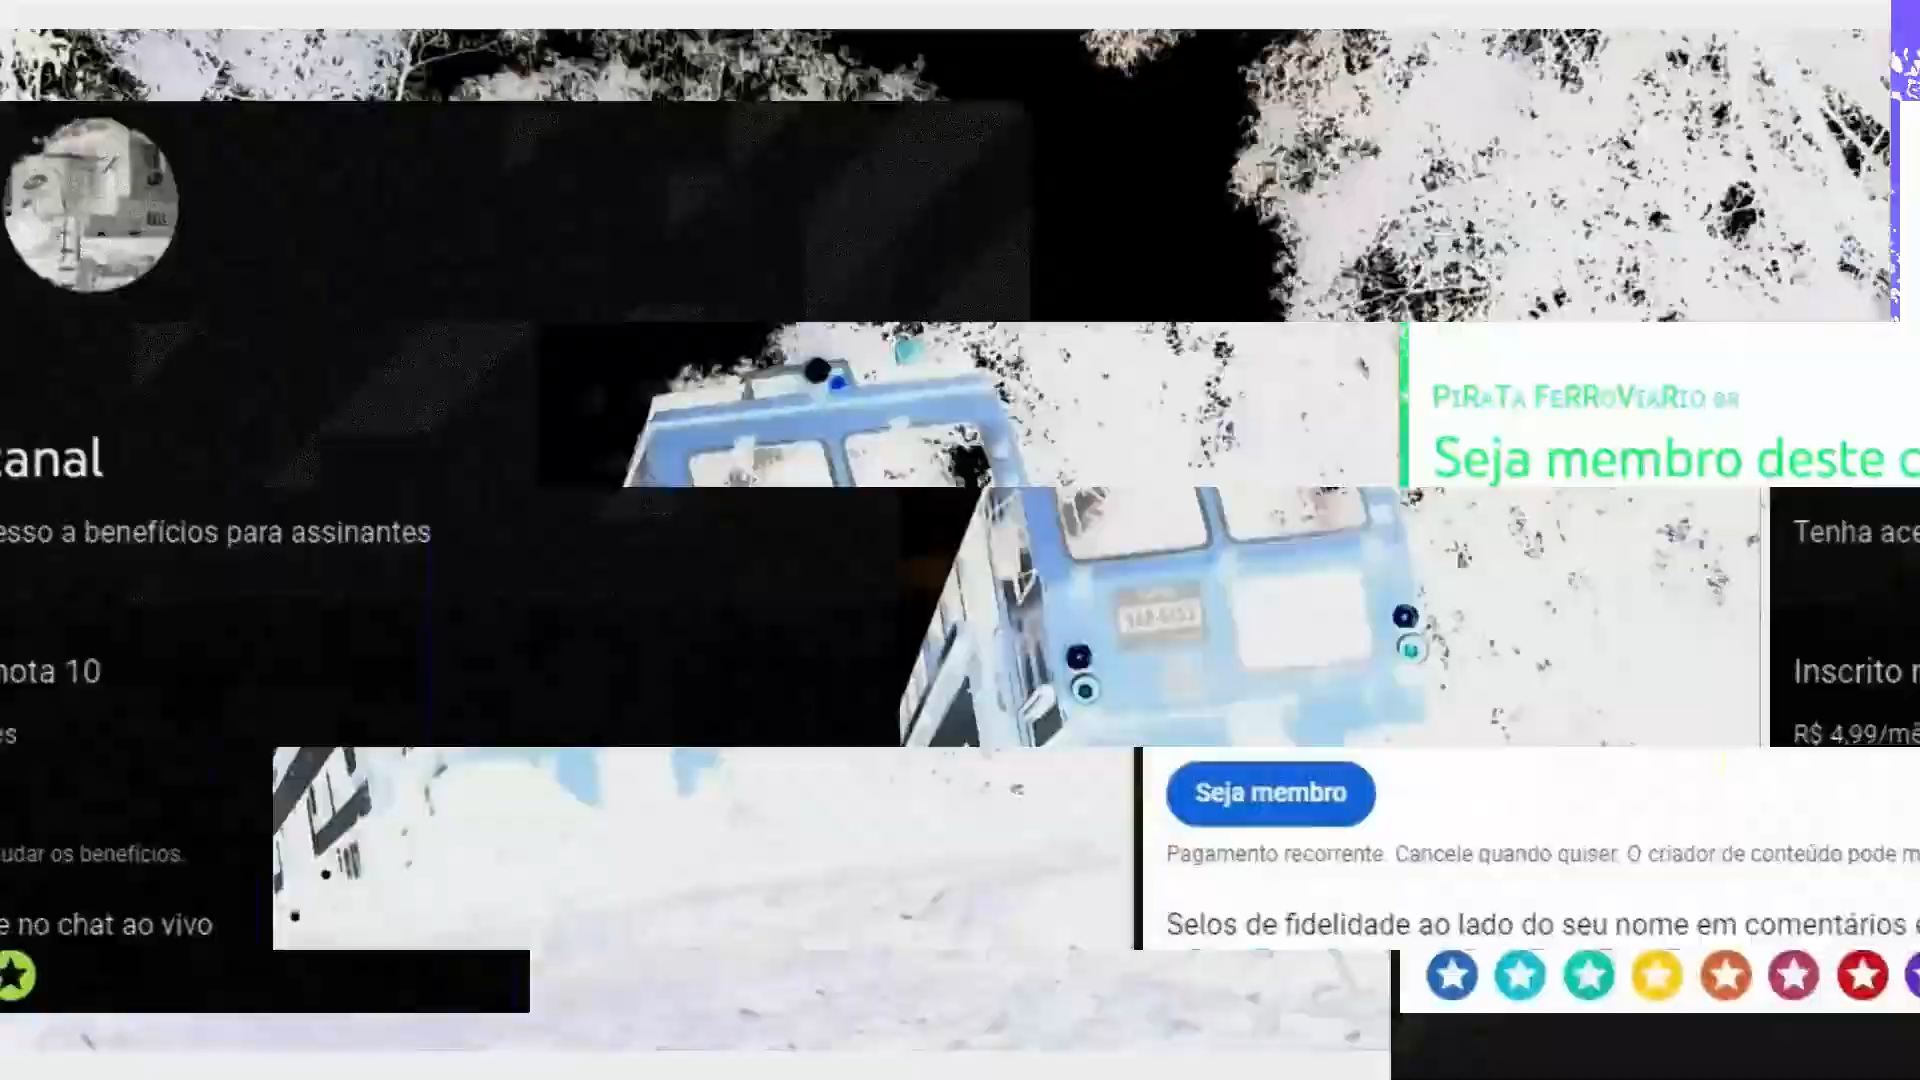 PiRaTa FeRRoViaRiO BR
Seja membro deste c
canal
Tenha ace
esso a benefícios para assinantes
Inscrito n
nota 10
R$ 4,99/mê
es
Seja membro
Pagamento recorrente. Cancele quando quiser. O criador de conteúdo pode m
udar os benefícios.
Selos de fidelidade ao lado do seu nome em comentários e
e no chat ao vivo